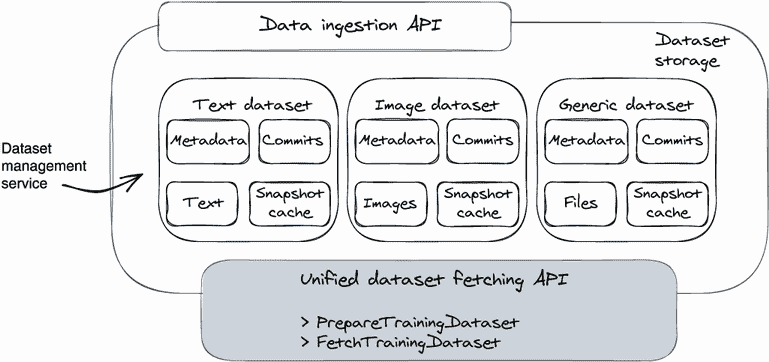 Data ingestion API
Dataset
storage
Text dataset
Metadata
Commits
Text
Snapshot
cache
Image dataset
Metadata
Commits
Images
Snapshot
cache
Generic dataset
Metadata
Commits
Files
Snapshot
cache
Dataset
management
service
Unified dataset fetching API
> PrepareTrainingDataset
> FetchTrainingDataset